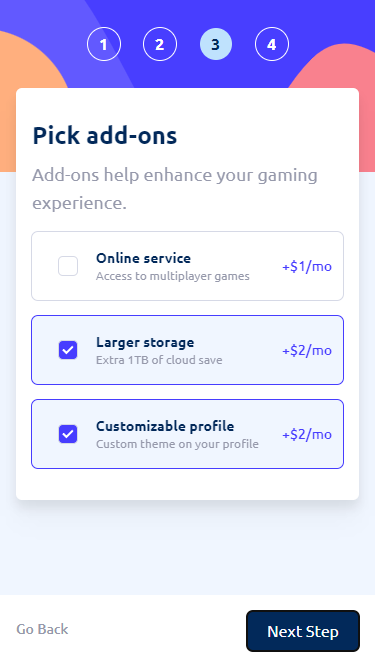 1 2 3 4
Pick add-ons
Add-ons help enhance your gaming
experience.
Online service
Access to multiplayer games
+$1/mo
Larger storage
Extra 1TB of cloud save
+$2/mo
Customizable profile
Custom theme on your profile
+$2/mo
Go Back
Next Step